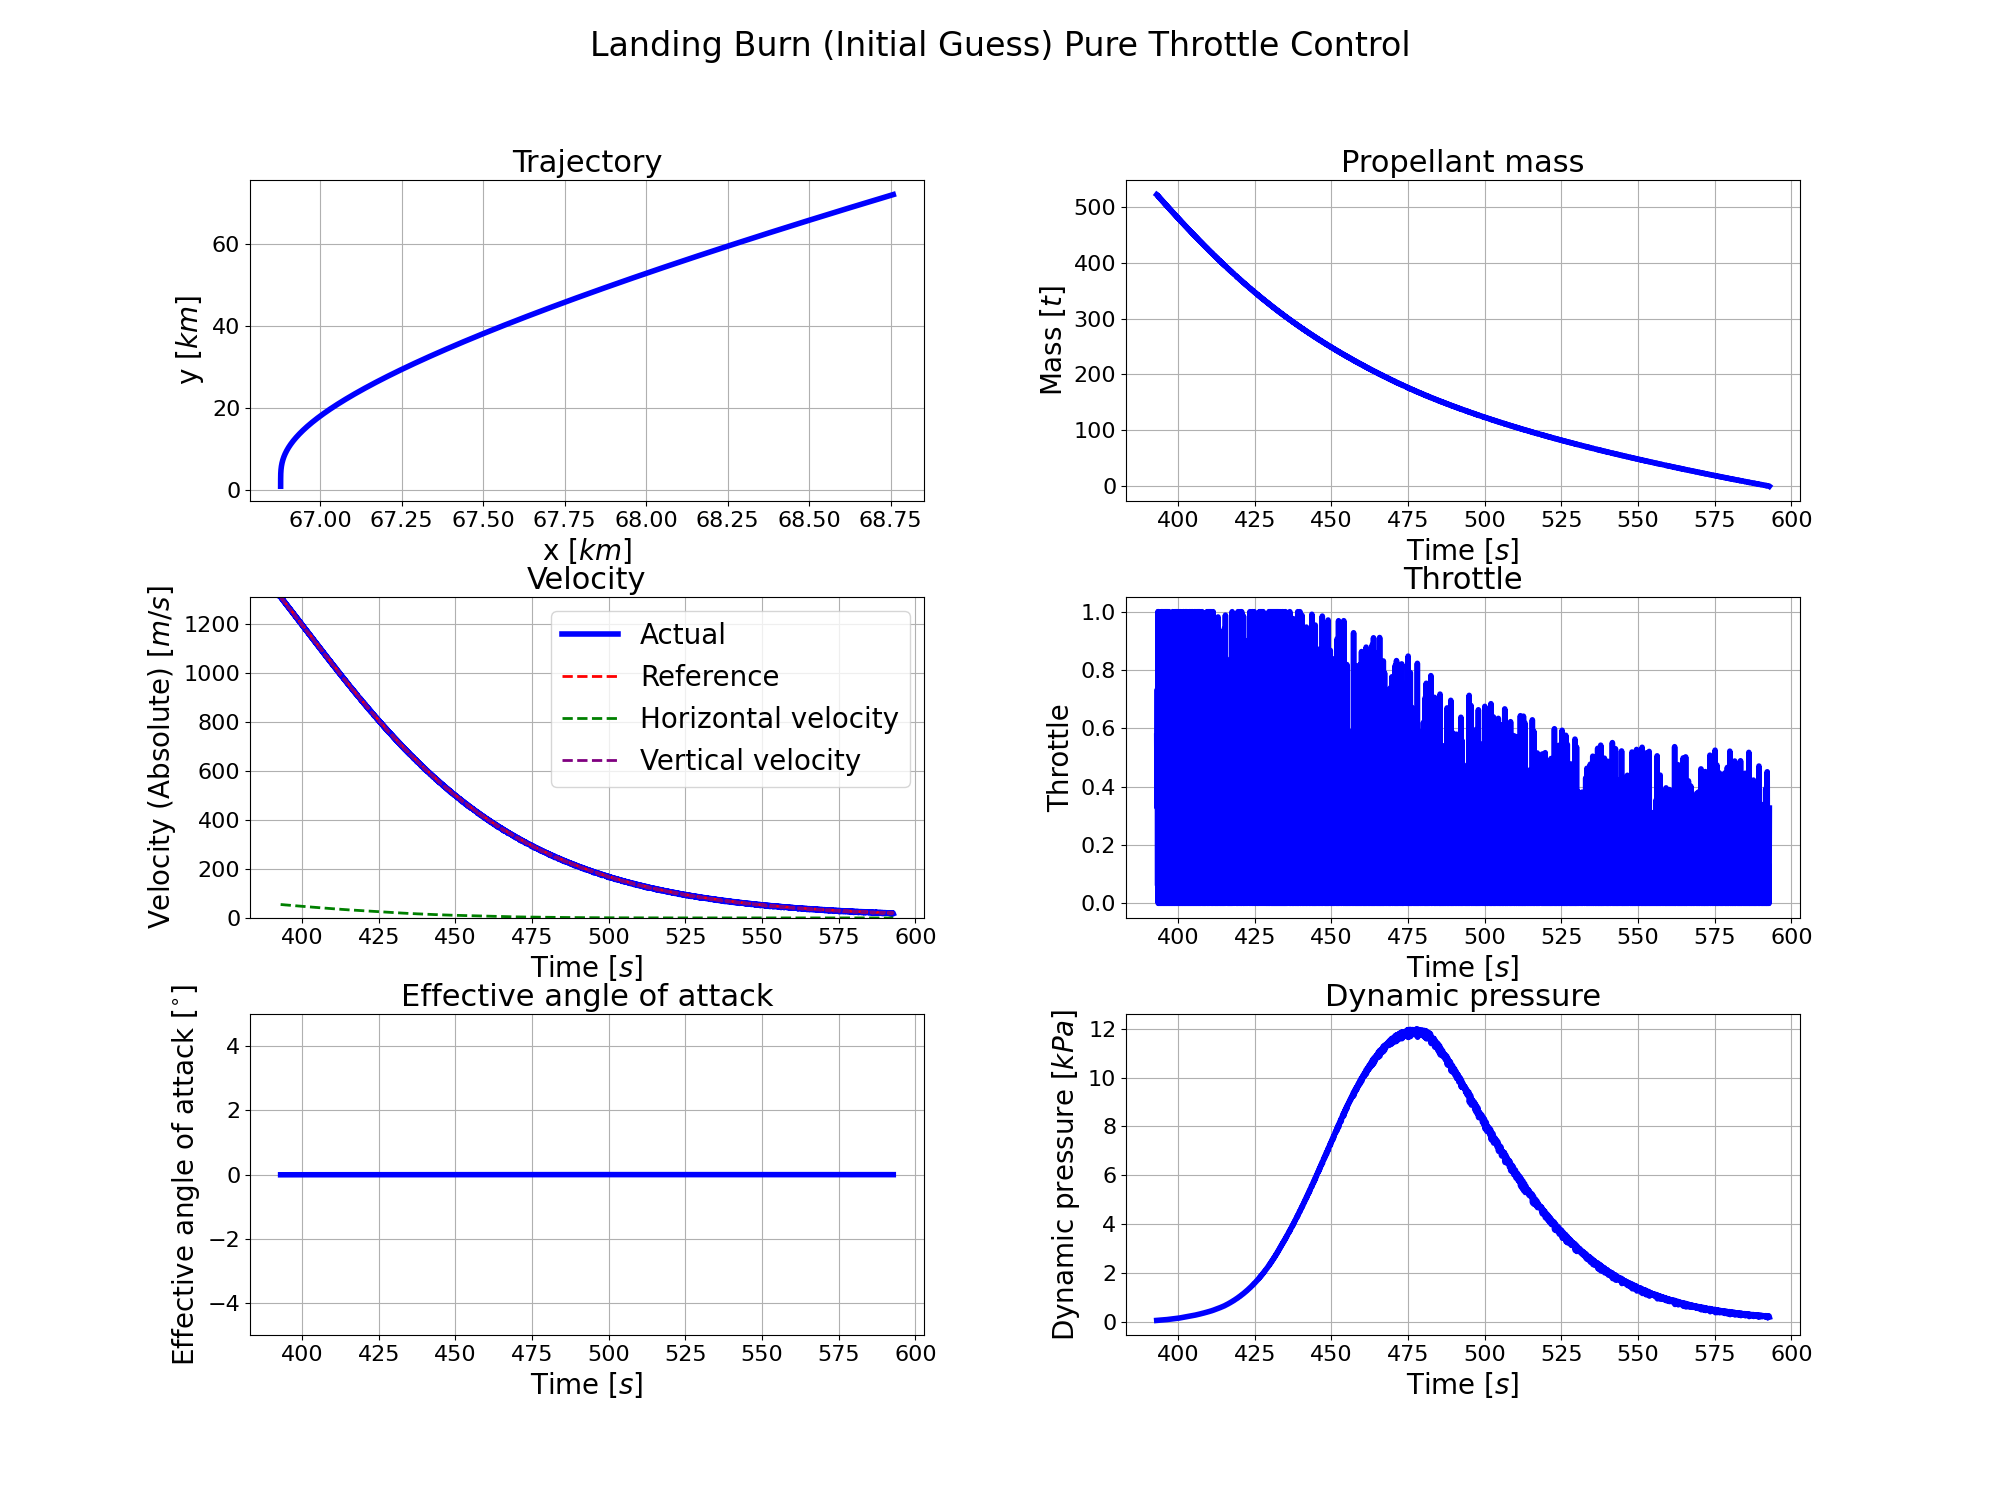 Landing Burn (Initial Guess) Pure Throttle Control
Trajectory
y [km]
60
40
20
0
67.00 67.25 67.50 67.75 68.00 68.25 68.50 68.75
x [km]
Propellant mass
Mass [t]
500
400
300
200
100
0
400 425 450 475 500 525 550 575 600
Time [s]
Velocity
Velocity (Absolute) [m/s]
1200
1000
800
600
400
200
0
Actual
Reference
Horizontal velocity
Vertical velocity
400 425 450 475 500 525 550 575 600
Time [s]
Throttle
Throttle
1.0
0.8
0.6
0.4
0.2
0.0
400 425 450 475 500 525 550 575 600
Time [s]
Effective angle of attack
Effective angle of attack [°]
4
2
0
−2
−4
400 425 450 475 500 525 550 575 600
Time [s]
Dynamic pressure
Dynamic pressure [kPa]
12
10
8
6
4
2
0
400 425 450 475 500 525 550 575 600
Time [s]